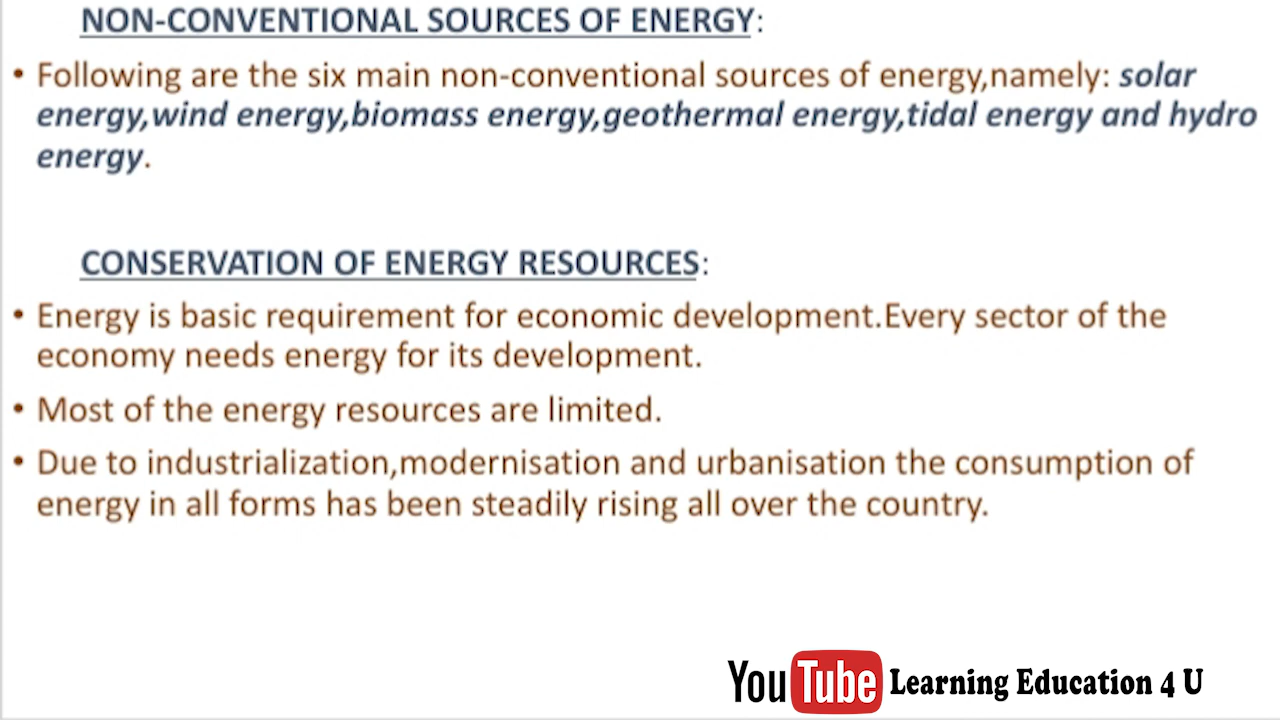 NON-CONVENTIONAL SOURCES OF ENERGY:
• Following are the six main non-conventional sources of energy,namely: solar
energy,wind energy,biomass energy,geothermal energy,tidal energy and hydro
energy.
CONSERVATION OF ENERGY RESOURCES:
• Energy is basic requirement for economic development.Every sector of the
economy needs energy for its development.
• Most of the energy resources are limited.
• Due to industrialization,modernisation and urbanisation the consumption of
energy in all forms has been steadily rising all over the country.
YouTube Learning Education 4 U